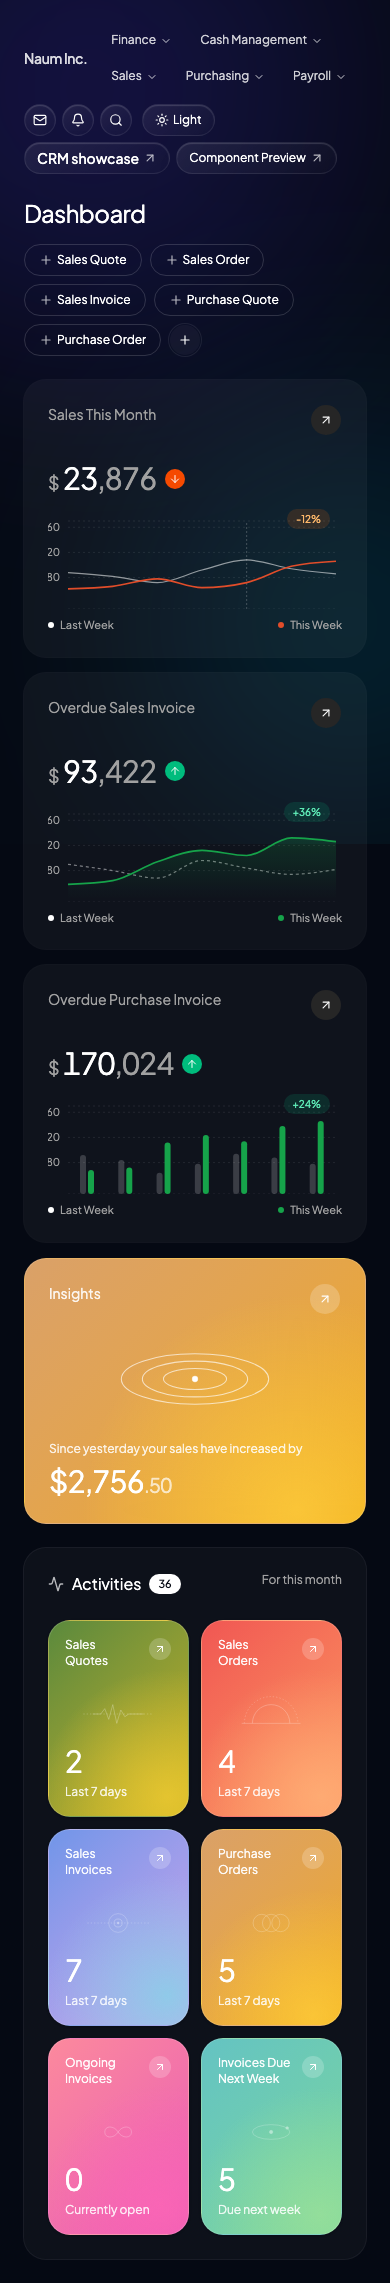 Naum Inc.
Finance
Cash Management
Sales
Purchasing
Payroll
Light
CRM showcase
Component Preview
Dashboard
Sales Quote
Sales Order
Sales Invoice
Purchase Quote
Purchase Order
Sales This Month
$ 23,876
-12%
60
20
80
Last Week
This Week
Overdue Sales Invoice
$ 93,422
+36%
60
20
80
Last Week
This Week
Overdue Purchase Invoice
$ 170,024
+24%
60
20
80
Last Week
This Week
Insights
Since yesterday your sales have increased by
$2,756.50
Activities 36
For this month
Sales
Quotes
2
Last 7 days
Sales
Orders
4
Last 7 days
Sales
Invoices
7
Last 7 days
Purchase
Orders
5
Last 7 days
Ongoing
Invoices
0
Currently open
Invoices Due
Next Week
5
Due next week